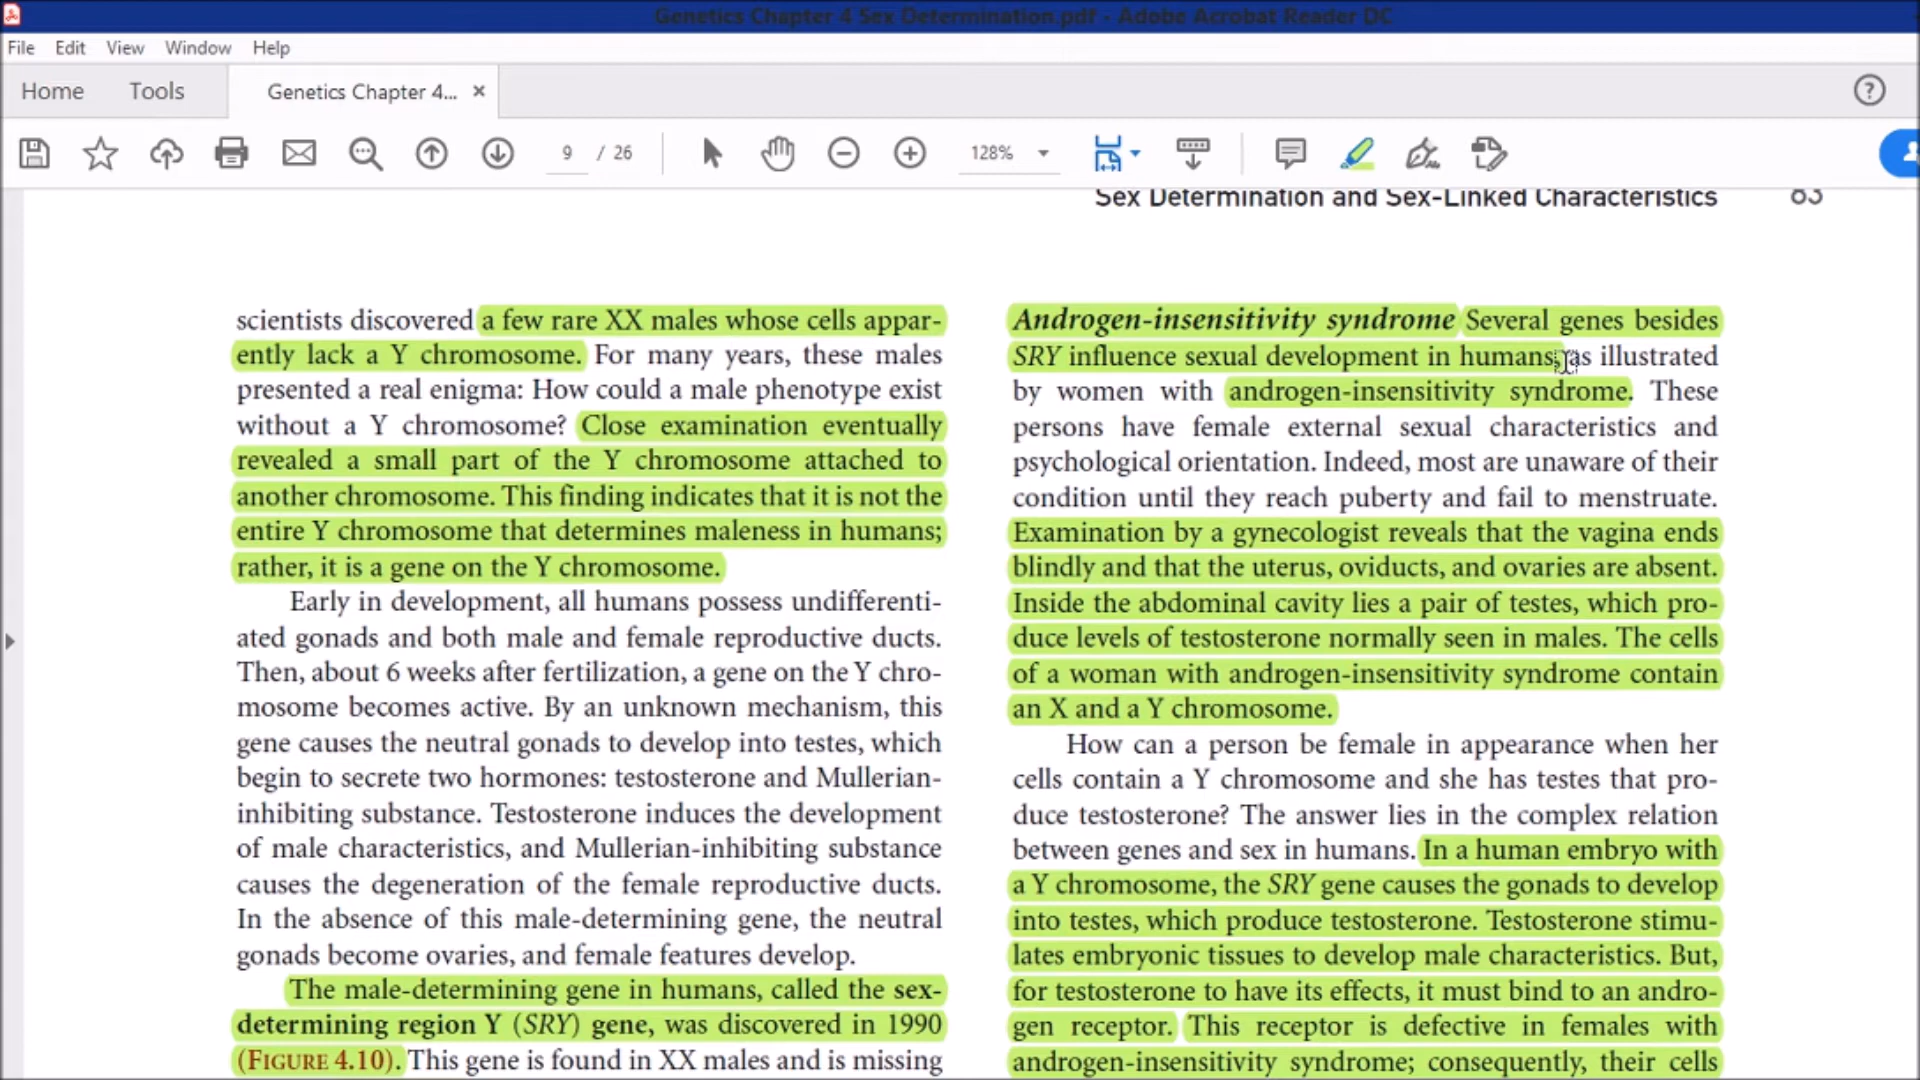 Genetics Chapter 4 Sex Determination.pdf - Adobe Acrobat Reader DC
File Edit View Window Help
Home Tools Genetics Chapter 4... ×
9 / 26 128%
Sex Determination and Sex-Linked Characteristics 83
scientists discovered a few rare XX males whose cells appar-
ently lack a Y chromosome. For many years, these males
presented a real enigma: How could a male phenotype exist
without a Y chromosome? Close examination eventually
revealed a small part of the Y chromosome attached to
another chromosome. This finding indicates that it is not the
entire Y chromosome that determines maleness in humans;
rather, it is a gene on the Y chromosome.
Early in development, all humans possess undifferenti-
ated gonads and both male and female reproductive ducts.
Then, about 6 weeks after fertilization, a gene on the Y chro-
mosome becomes active. By an unknown mechanism, this
gene causes the neutral gonads to develop into testes, which
begin to secrete two hormones: testosterone and Mullerian-
inhibiting substance. Testosterone induces the development
of male characteristics, and Mullerian-inhibiting substance
causes the degeneration of the female reproductive ducts.
In the absence of this male-determining gene, the neutral
gonads become ovaries, and female features develop.
The male-determining gene in humans, called the sex-
determining region Y (SRY) gene, was discovered in 1990
(FIGURE 4.10). This gene is found in XX males and is missing
Androgen-insensitivity syndrome Several genes besides
SRY influence sexual development in humans, as illustrated
by women with androgen-insensitivity syndrome. These
persons have female external sexual characteristics and
psychological orientation. Indeed, most are unaware of their
condition until they reach puberty and fail to menstruate.
Examination by a gynecologist reveals that the vagina ends
blindly and that the uterus, oviducts, and ovaries are absent.
Inside the abdominal cavity lies a pair of testes, which pro-
duce levels of testosterone normally seen in males. The cells
of a woman with androgen-insensitivity syndrome contain
an X and a Y chromosome.
How can a person be female in appearance when her
cells contain a Y chromosome and she has testes that pro-
duce testosterone? The answer lies in the complex relation
between genes and sex in humans. In a human embryo with
a Y chromosome, the SRY gene causes the gonads to develop
into testes, which produce testosterone. Testosterone stimu-
lates embryonic tissues to develop male characteristics. But,
for testosterone to have its effects, it must bind to an andro-
gen receptor. This receptor is defective in females with
androgen-insensitivity syndrome; consequently, their cells